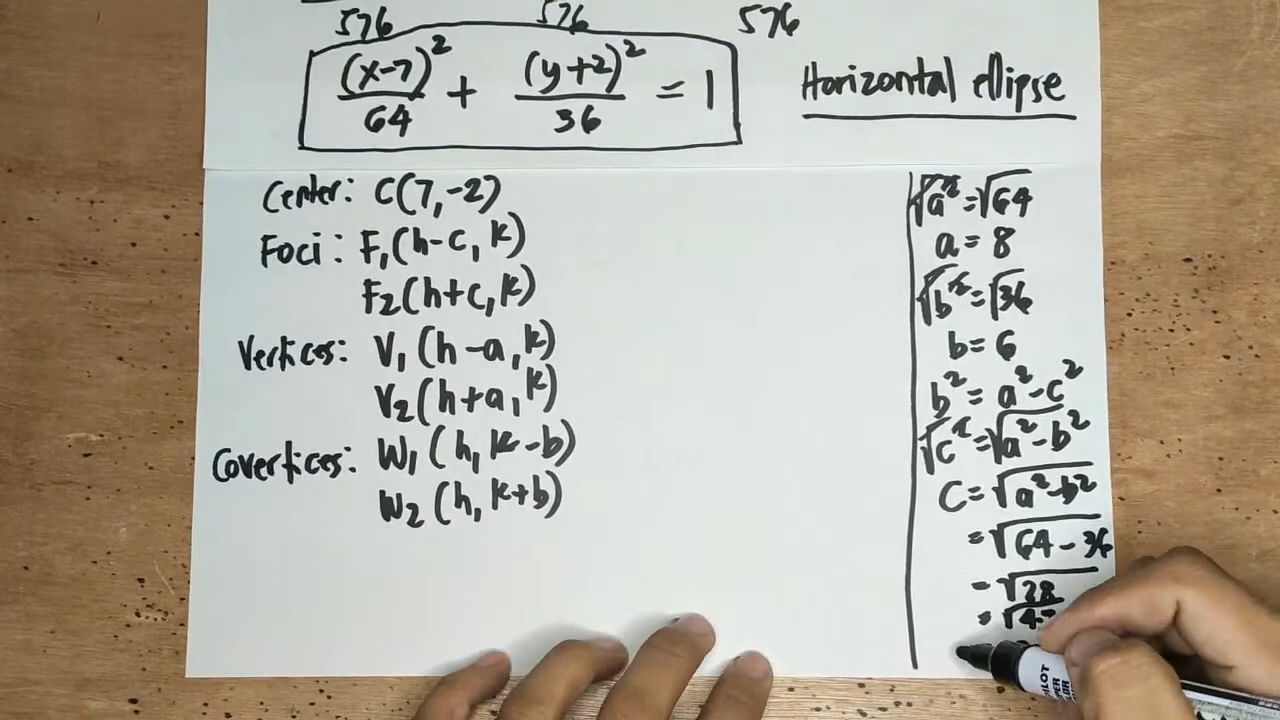 576 576 576
(x-7)²/64 + (y+2)²/36 = 1
Horizontal ellipse
Center: C(7,-2)
Foci: F₁(h-c, k)
F₂(h+c, k)
Vertices: V₁(h-a, k)
V₂(h+a, k)
Covertices: W₁(h, k-b)
W₂(h, k+b)
√a² = √64
a = 8
√b² = √36
b = 6
b² = a²-c²
√c² = √a²-b²
C = √a²-b²
= √64-36
= √28
= √4
PILOT